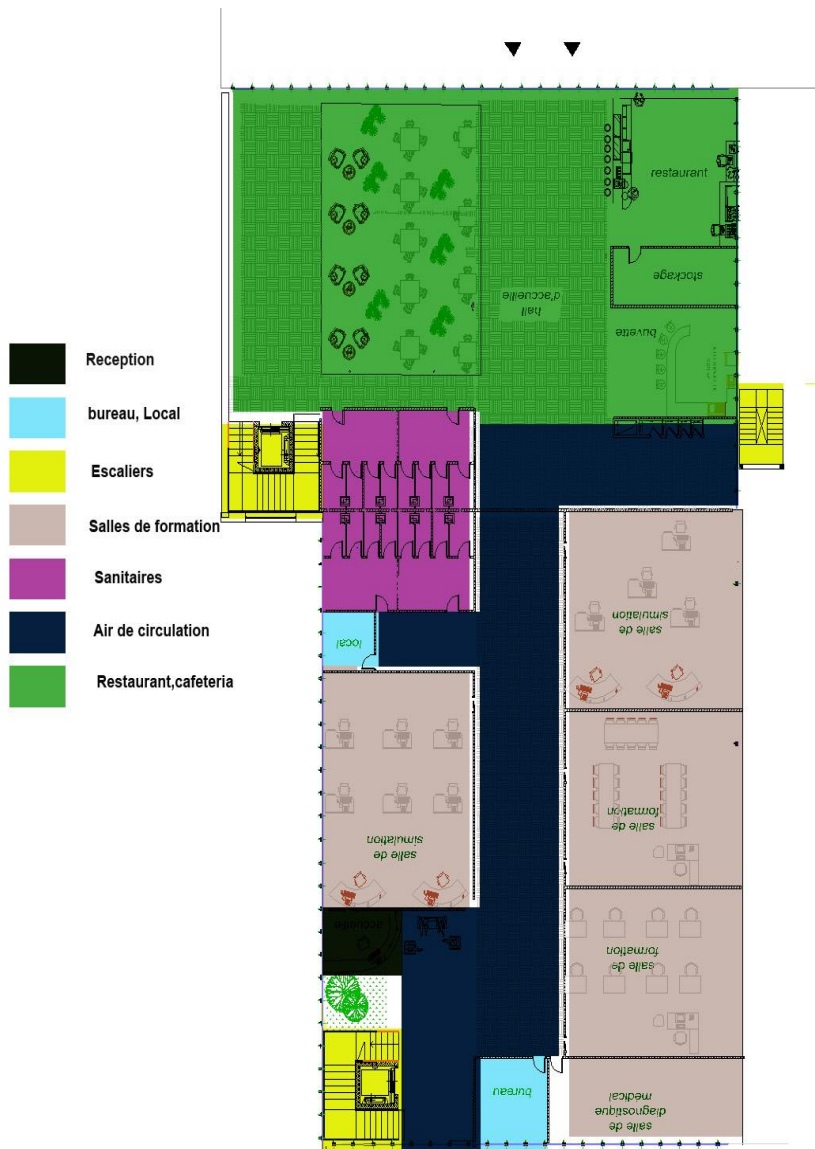 restaurant
stockage
hall
d'accueille
buvette
Reception
bureau, Local
Escaliers
Salles de formation
Sanitaires
Air de circulation
Restaurant,cafeteria
salle de
simulation
local
salle de
formation
salle de
simulation
accueille
salle de
formation
bureau
salle de
diagnostique
medical